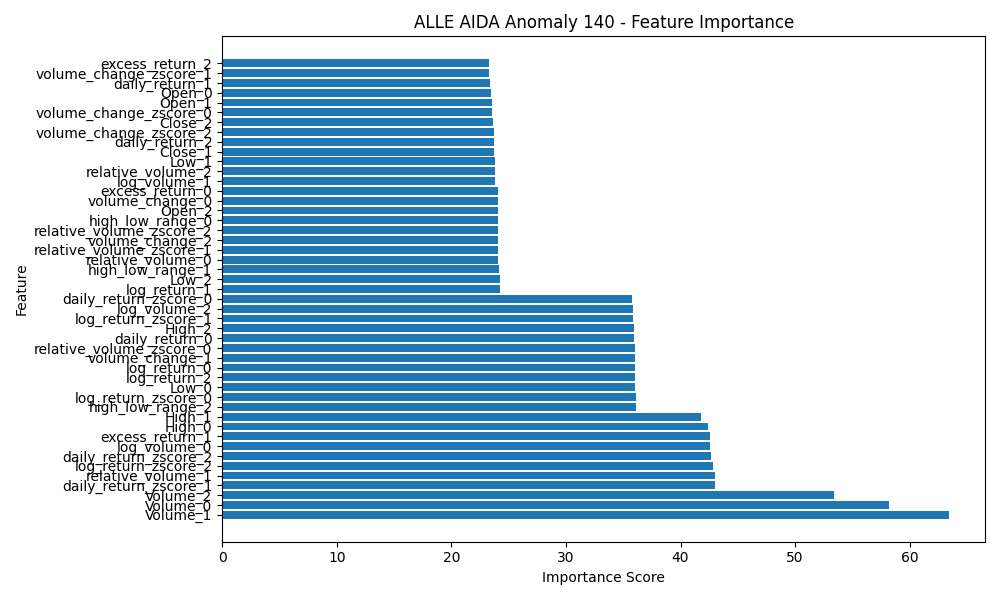 ALLE AIDA Anomaly 140 - Feature Importance
excess_return_2
volume_change_zscore_1
daily_return_1
Open_0
Open_1
volume_change_zscore_0
Close_2
volume_change_zscore_2
daily_return_2
Close_1
Low_1
relative_volume_2
log_volume_1
excess_return_0
volume_change_0
Open_2
high_low_range_0
relative_volume_zscore_2
volume_change_2
relative_volume_zscore_1
relative_volume_0
high_low_range_1
Low_2
log_return_1
daily_return_zscore_0
log_volume_2
log_return_zscore_1
High_2
daily_return_0
relative_volume_zscore_0
volume_change_1
log_return_0
log_return_2
Low_0
log_return_zscore_0
high_low_range_2
High_1
High_0
excess_return_1
log_volume_0
daily_return_zscore_2
log_return_zscore_2
relative_volume_1
daily_return_zscore_1
Volume_2
Volume_0
Volume_1
Feature
0 10 20 30 40 50 60
Importance Score